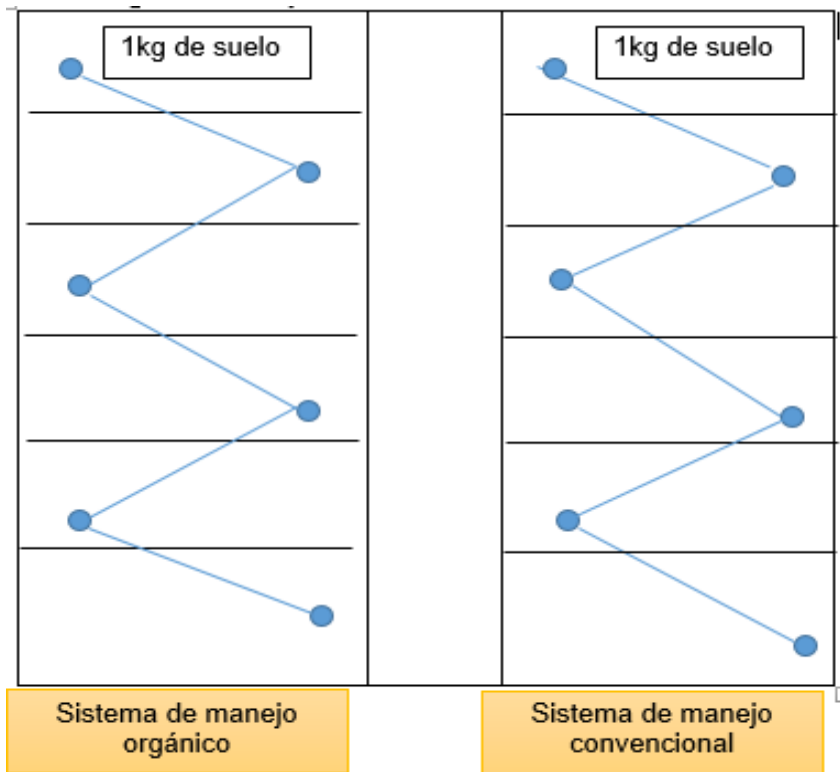 1kg de suelo
1kg de suelo
Sistema de manejo
orgánico
Sistema de manejo
convencional